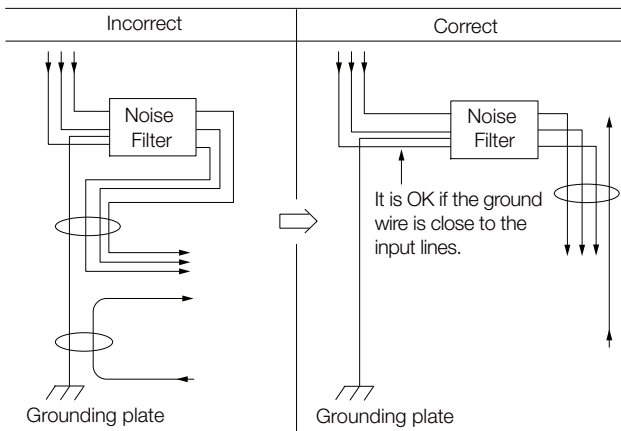 Incorrect
Correct
Noise
Filter
Grounding plate
Noise
Filter
It is OK if the ground
wire is close to the
input lines.
Grounding plate